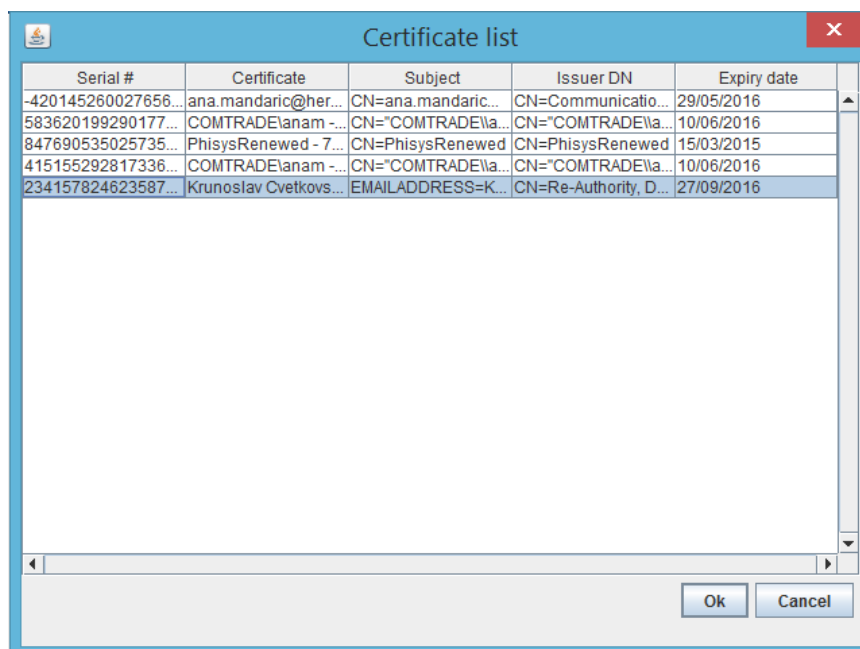 Certificate list
Serial # Certificate Subject Issuer DN Expiry date
-420145260027656... ana.mandaric@her... CN=ana.mandaric... CN=Communicatio... 29/05/2016
583620199290177... COMTRADE\anam -... CN="COMTRADE\\a... CN="COMTRADE\\a... 10/06/2016
847690535025735... PhisysRenewed - 7... CN=PhisysRenewed CN=PhisysRenewed 15/03/2015
415155292817336... COMTRADE\anam -... CN="COMTRADE\\a... CN="COMTRADE\\a... 10/06/2016
234157824623587... Krunoslav Cvetkovs... EMAILADDRESS=K... CN=Re-Authority, D... 27/09/2016
Ok Cancel